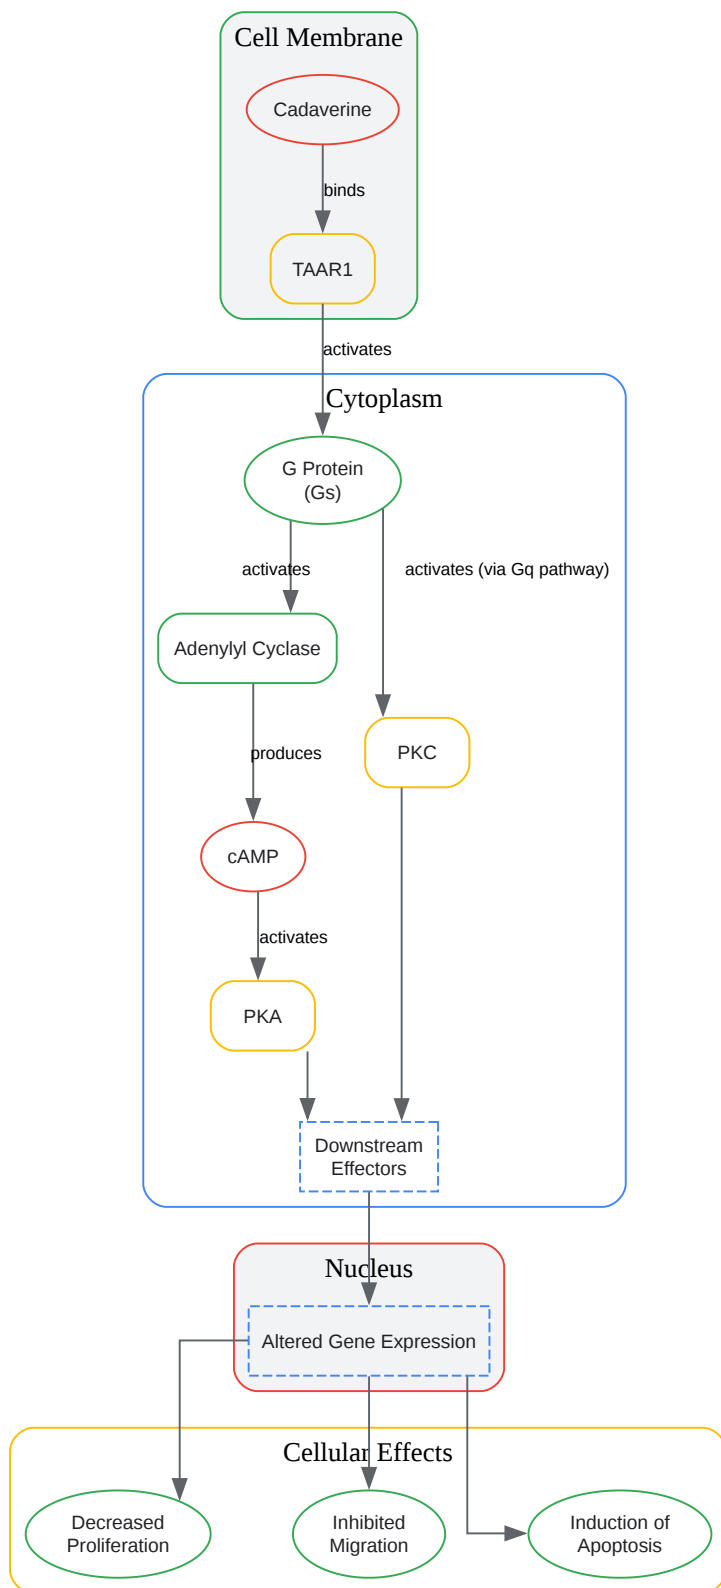 Cell Membrane
Cadaverine
binds
TAAR1
activates
Cytoplasm
G Protein
(Gs)
activates
activates (via Gq pathway)
Adenylyl Cyclase
produces
PKC
cAMP
activates
PKA
Downstream
Effectors
Nucleus
Altered Gene Expression
Cellular Effects
Decreased
Proliferation
Inhibited
Migration
Induction of
Apoptosis